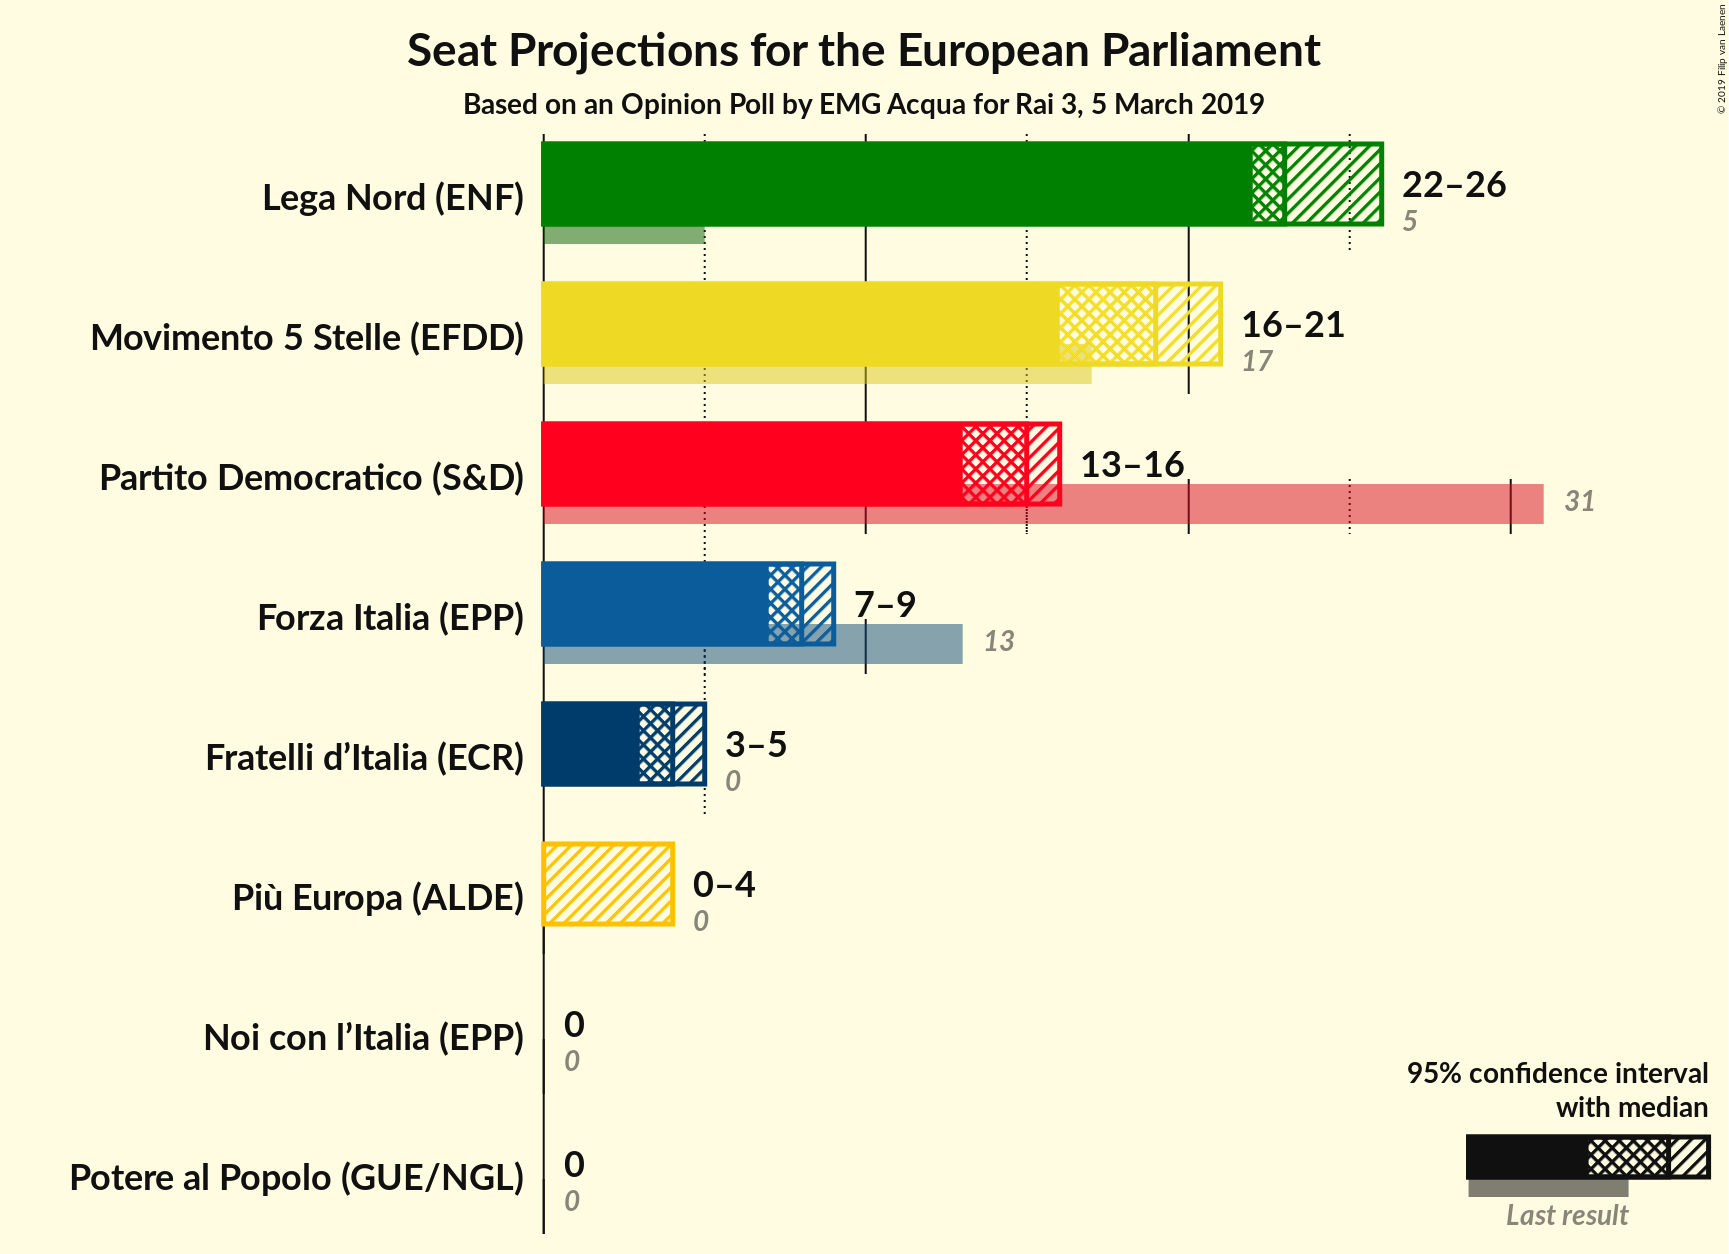 Seat Projections for the European Parliament
Based on an Opinion Poll by EMG Acqua for Rai 3, 5 March 2019
© 2019 Filip van Laenen
Lega Nord (ENF)
22–26
5
Movimento 5 Stelle (EFDD)
16–21
17
Partito Democratico (S&D)
13–16
31
Forza Italia (EPP)
7–9
13
Fratelli d’Italia (ECR)
3–5
0
Più Europa (ALDE)
0–4
0
Noi con l’Italia (EPP)
0
0
Potere al Popolo (GUE/NGL)
0
0
95% confidence interval
with median
Last result